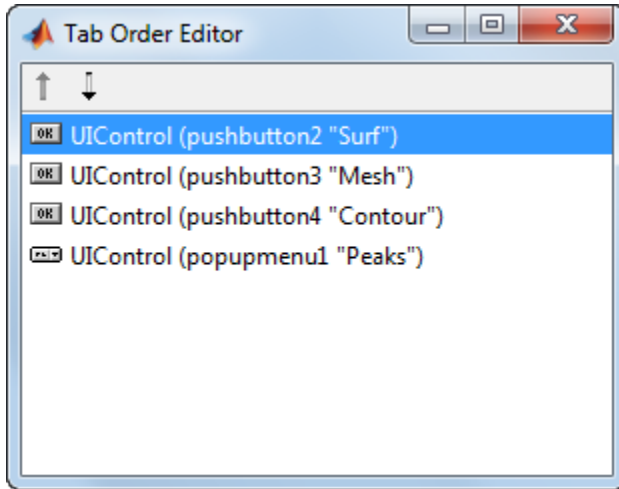 Tab Order Editor
UIControl (pushbutton2 "Surf")
UIControl (pushbutton3 "Mesh")
UIControl (pushbutton4 "Contour")
UIControl (popupmenu1 "Peaks")